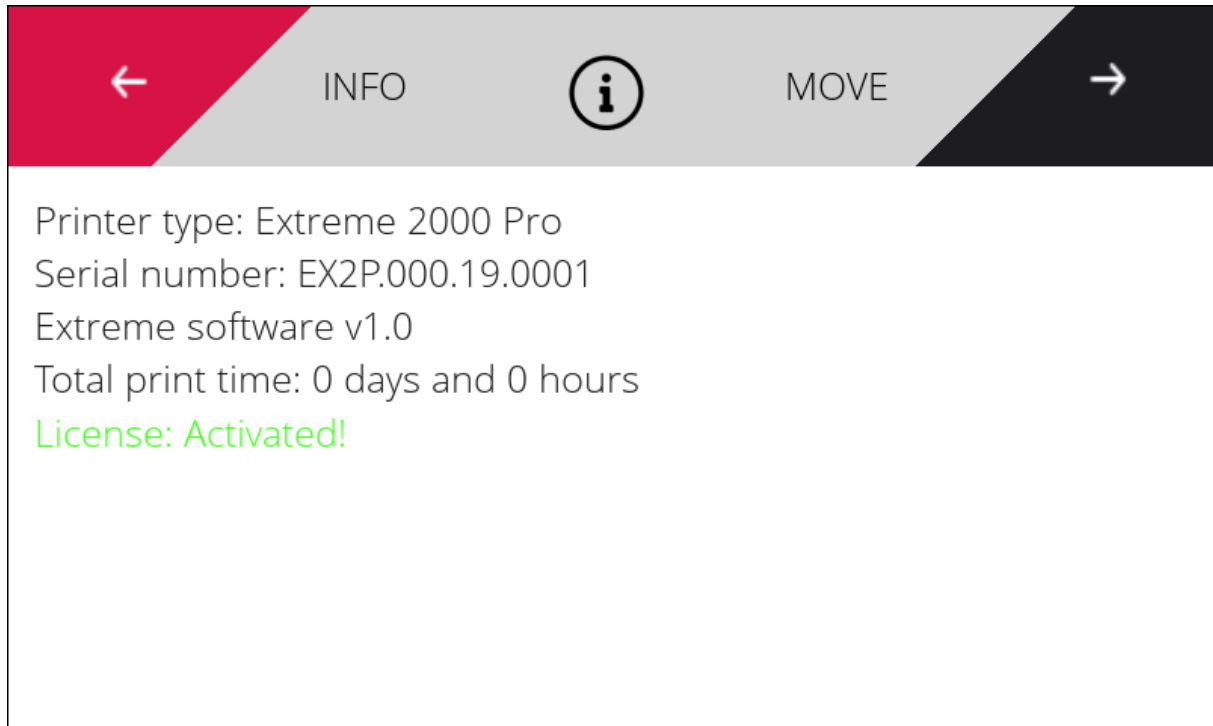 INFO MOVE
Printer type: Extreme 2000 Pro
Serial number: EX2P.000.19.0001
Extreme software v1.0
Total print time: 0 days and 0 hours
License: Activated!